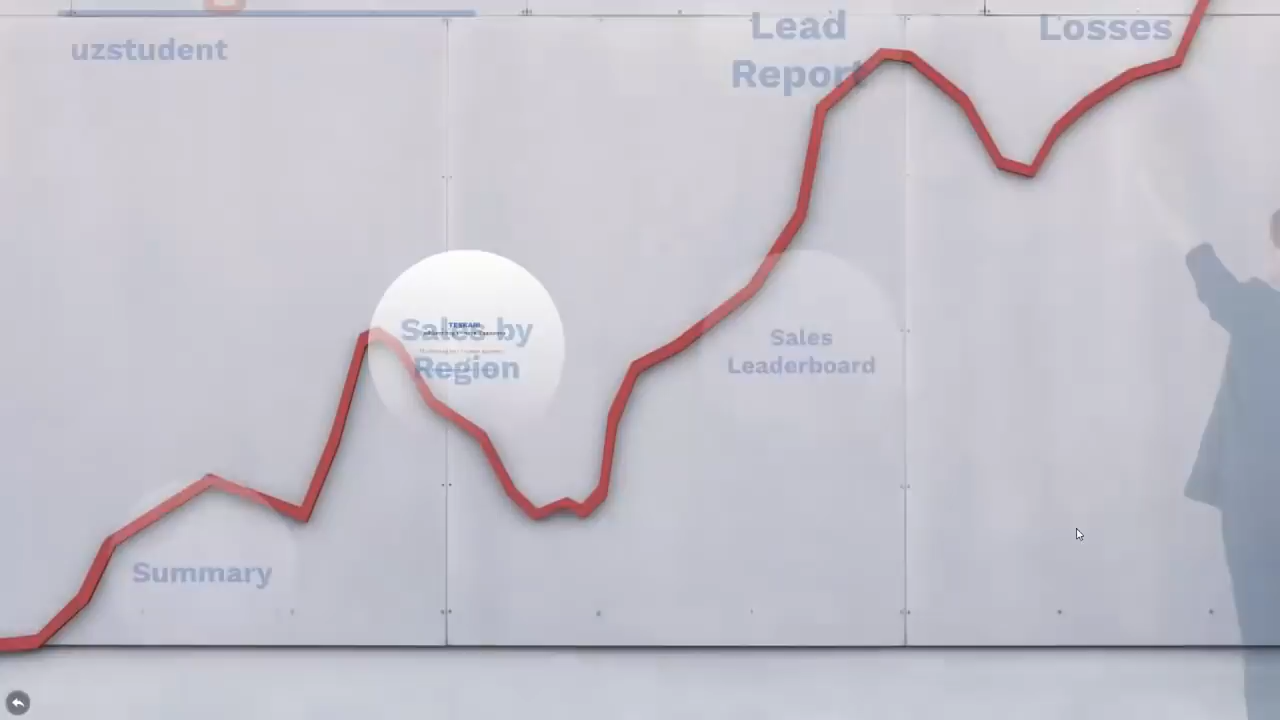 uzstudent
Lead
Report
Losses
Sales by
Region
Sales
Leaderboard
Summary